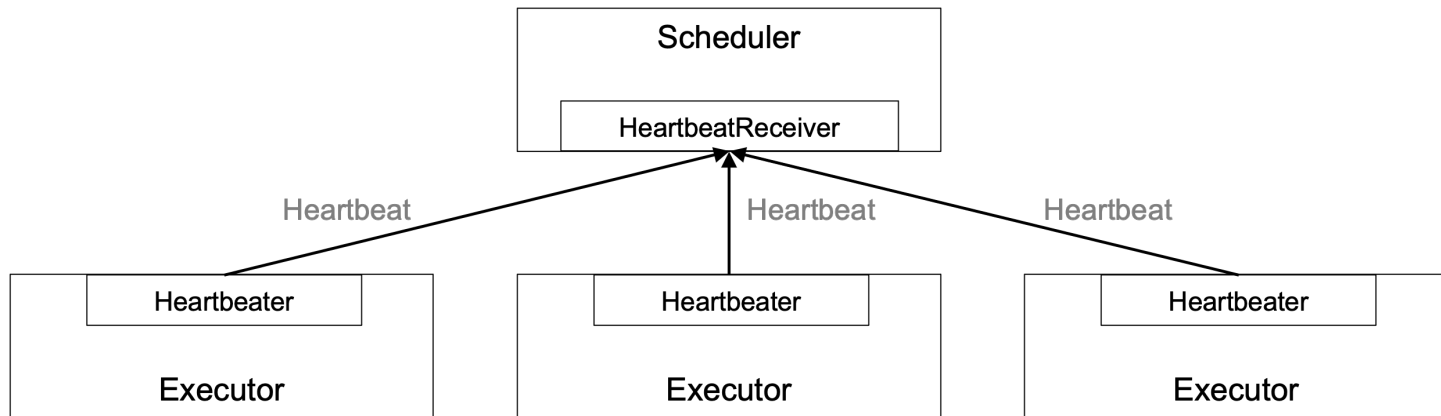 Scheduler
HeartbeatReceiver
Heartbeat
Heartbeat
Heartbeat
Heartbeater
Heartbeater
Heartbeater
Executor
Executor
Executor